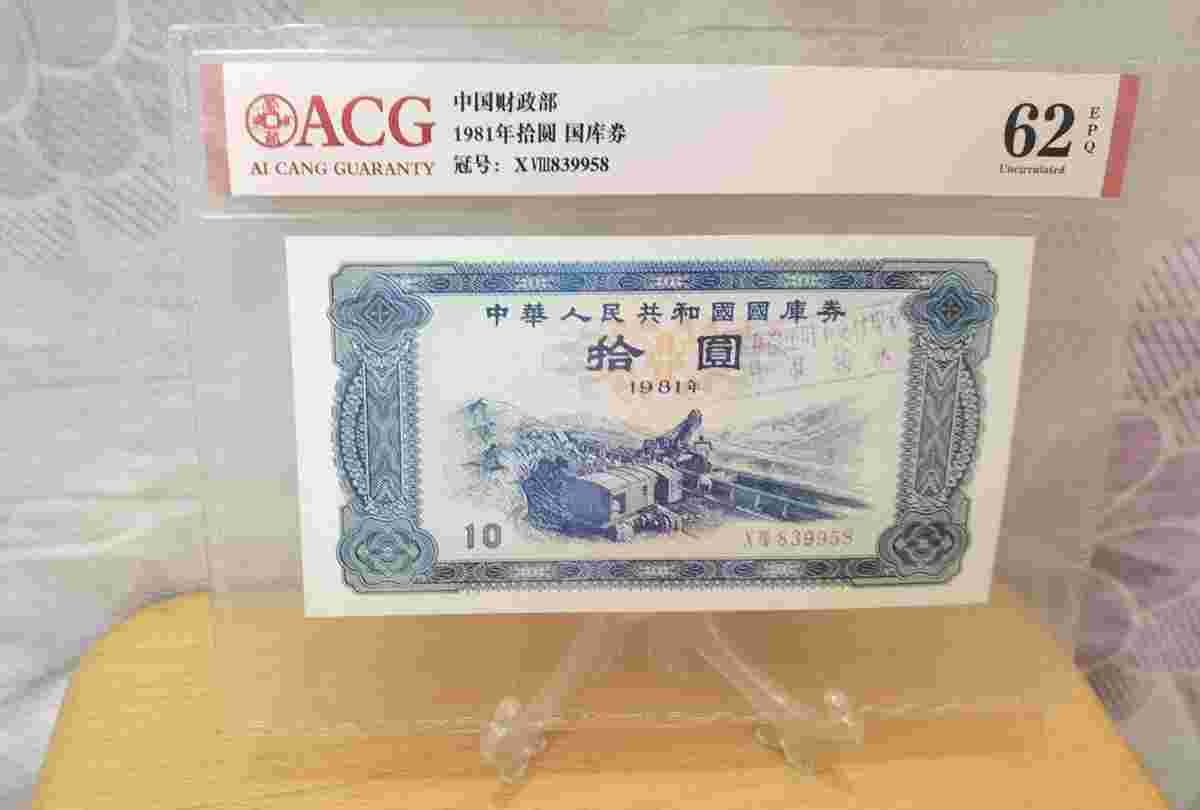 ACG
AI CANG GUARANTY
中国财政部
1981年拾圆 国库券
冠号: XVIII839958
62
EPQ
Uncirculated
中華人民共和國國庫券
拾圓
1981年
10
XVIII839958